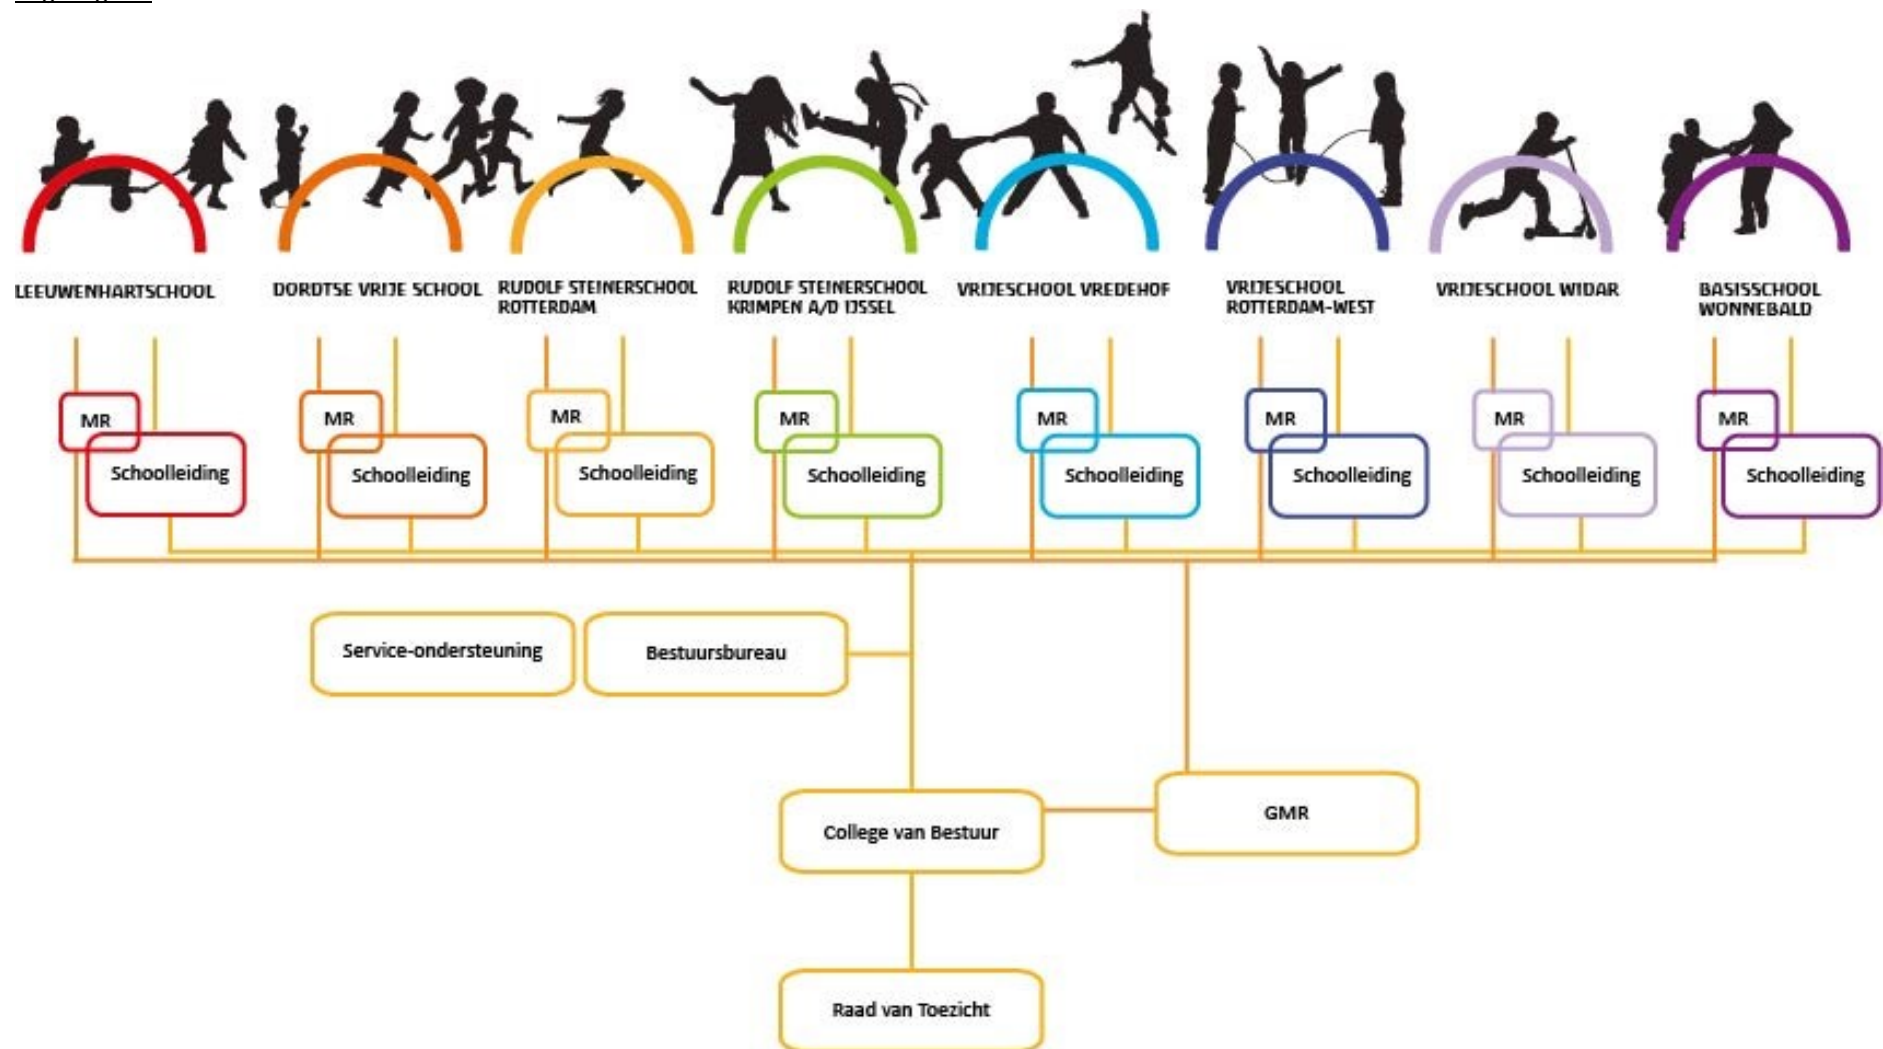 LEEUWENHARTSCHOOL
DORDTSE VRIJE SCHOOL
RUDOLF STEINERSCHOOL
ROTTERDAM
RUDOLF STEINERSCHOOL
KRIMPEN A/D IJSSEL
VRIJESCHOOL VREDEHOF
VRIJESCHOOL
ROTTERDAM-WEST
VRIJESCHOOL WIDAR
BASISSCHOOL
WONNEBALD
MR
MR
MR
MR
MR
MR
MR
MR
Schoolleiding
Schoolleiding
Schoolleiding
Schoolleiding
Schoolleiding
Schoolleiding
Schoolleiding
Schoolleiding
Service-ondersteuning
Bestuursbureau
College van Bestuur
GMR
Raad van Toezicht